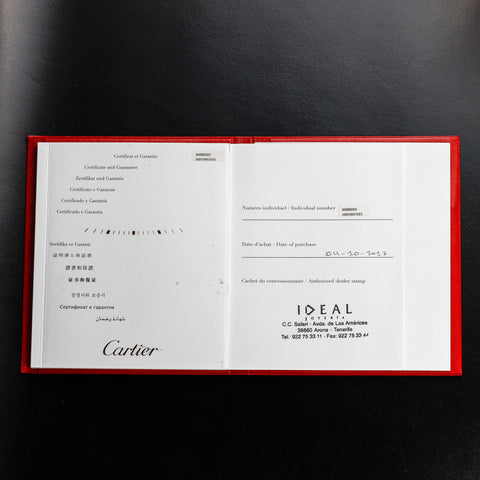 Certificat et Garantie
Certificate and Guarantee
Zertifikat und Garantie
Certificato e Garanzia
Certificado y Garantía
Certificado e Garantia
Sertifika ve Garanti
証明書と保証書
證書和保證
证书和保证
증명서와 보증서
Сертификат и гарантия
شهادة وضمان
Cartier
Numéro individuel / Individual number
Date d'achat / Date of purchase
04-10-2017
Cachet du concessionnaire / Authorised dealer stamp
IDEAL
JOYERÍA
C.C. Safari - Avda. de Las Américas
38660 Arona - Tenerife
Tel.: 922 75 33 11 - Fax: 922 75 33